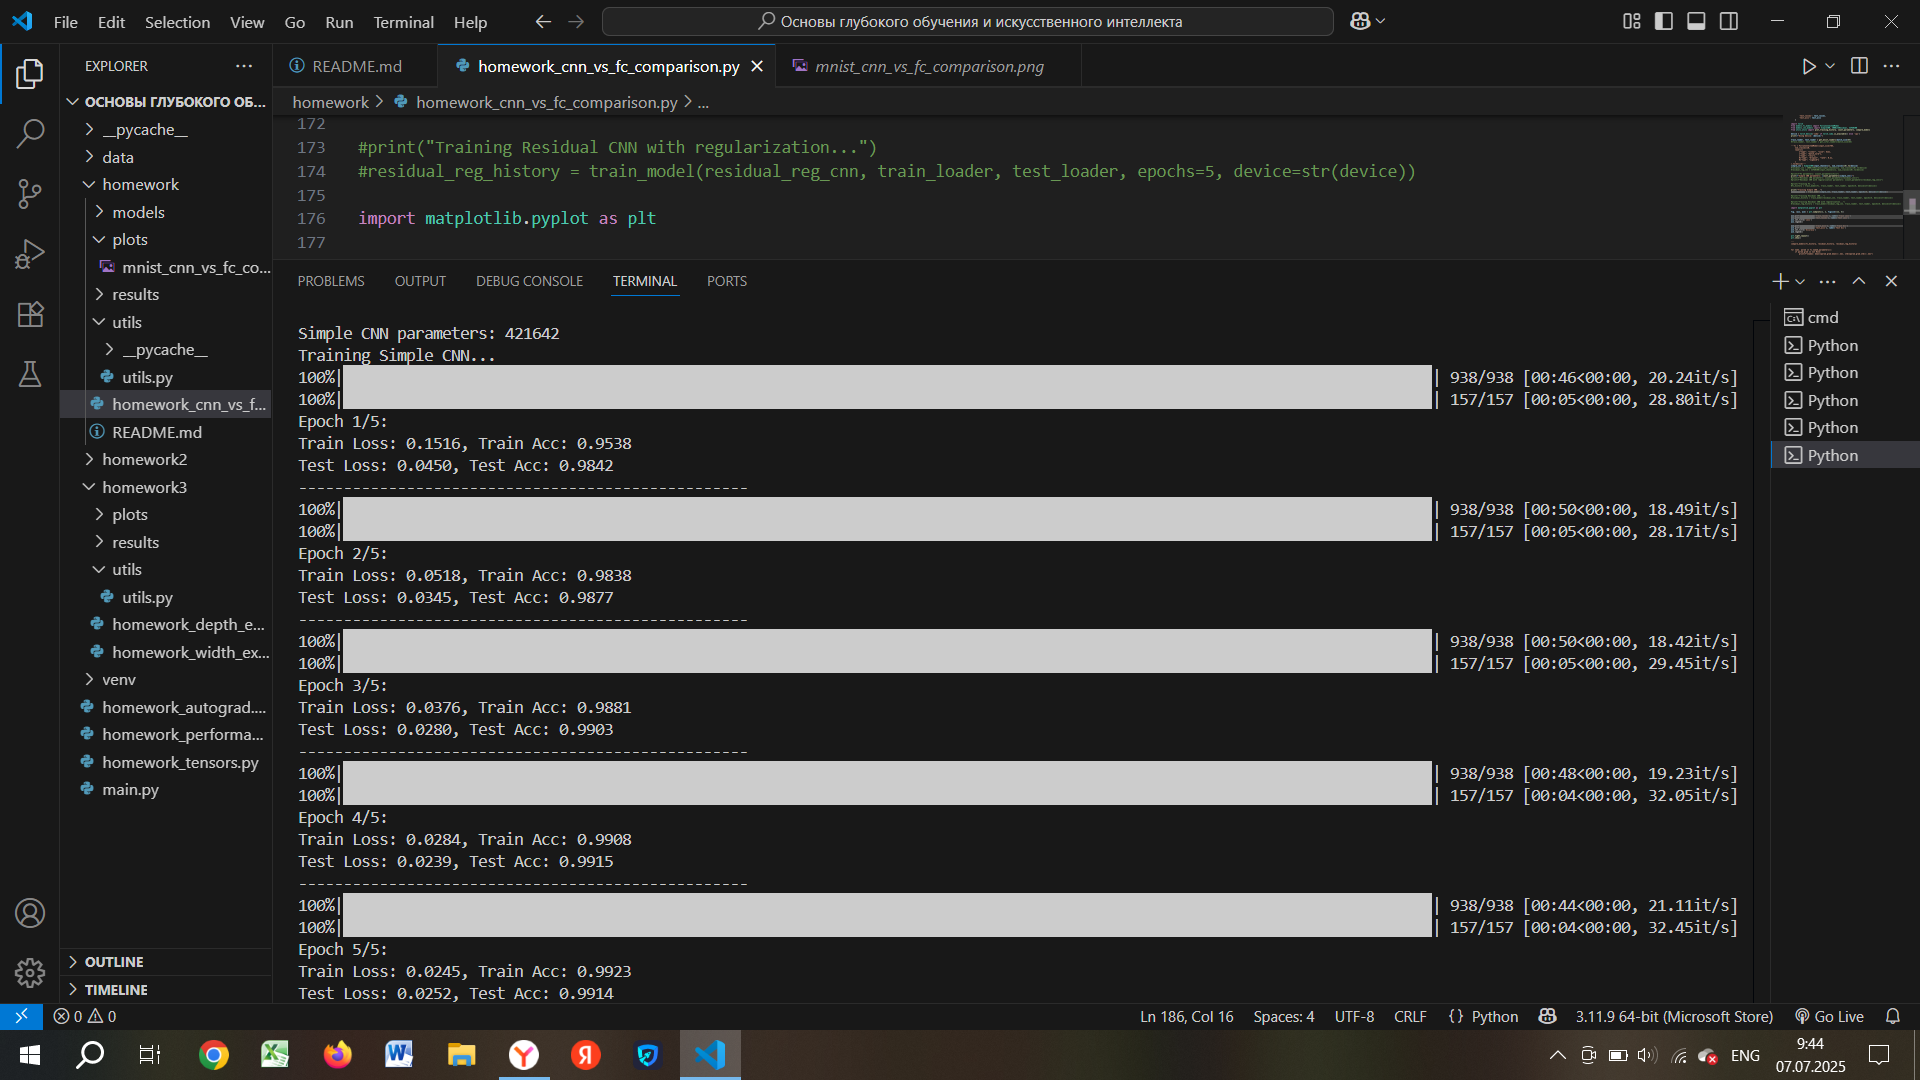 File Edit Selection View Go Run Terminal Help
Основы глубокого обучения и искусственного интеллекта
EXPLORER
README.md
homework_cnn_vs_fc_comparison.py
mnist_cnn_vs_fc_comparison.png
homework > homework_cnn_vs_fc_comparison.py > ...
ОСНОВЫ ГЛУБОКОГО ОБ...
__pycache__
data
homework
models
plots
mnist_cnn_vs_fc_co...
results
utils
__pycache__
utils.py
homework_cnn_vs_f...
README.md
homework2
homework3
plots
results
utils
utils.py
homework_depth_e...
homework_width_ex...
venv
homework_autograd....
homework_performa...
homework_tensors.py
main.py
OUTLINE
TIMELINE
172
173 #print("Training Residual CNN with regularization...")
174 #residual_reg_history = train_model(residual_reg_cnn, train_loader, test_loader, epochs=5, device=str(device))
175
176 import matplotlib.pyplot as plt
177
PROBLEMS OUTPUT DEBUG CONSOLE TERMINAL PORTS
Simple CNN parameters: 421642
Training Simple CNN...
100%| | 938/938 [00:46<00:00, 20.24it/s]
100%| | 157/157 [00:05<00:00, 28.80it/s]
Epoch 1/5:
Train Loss: 0.1516, Train Acc: 0.9538
Test Loss: 0.0450, Test Acc: 0.9842
--------------------------------------------------
100%| | 938/938 [00:50<00:00, 18.49it/s]
100%| | 157/157 [00:05<00:00, 28.17it/s]
Epoch 2/5:
Train Loss: 0.0518, Train Acc: 0.9838
Test Loss: 0.0345, Test Acc: 0.9877
--------------------------------------------------
100%| | 938/938 [00:50<00:00, 18.42it/s]
100%| | 157/157 [00:05<00:00, 29.45it/s]
Epoch 3/5:
Train Loss: 0.0376, Train Acc: 0.9881
Test Loss: 0.0280, Test Acc: 0.9903
--------------------------------------------------
100%| | 938/938 [00:48<00:00, 19.23it/s]
100%| | 157/157 [00:04<00:00, 32.05it/s]
Epoch 4/5:
Train Loss: 0.0284, Train Acc: 0.9908
Test Loss: 0.0239, Test Acc: 0.9915
--------------------------------------------------
100%| | 938/938 [00:44<00:00, 21.11it/s]
100%| | 157/157 [00:04<00:00, 32.45it/s]
Epoch 5/5:
Train Loss: 0.0245, Train Acc: 0.9923
Test Loss: 0.0252, Test Acc: 0.9914
cmd
Python
Python
Python
Python
Python
0 0
Ln 186, Col 16 Spaces: 4 UTF-8 CRLF {} Python 3.11.9 64-bit (Microsoft Store) Go Live
ENG
9:44
07.07.2025